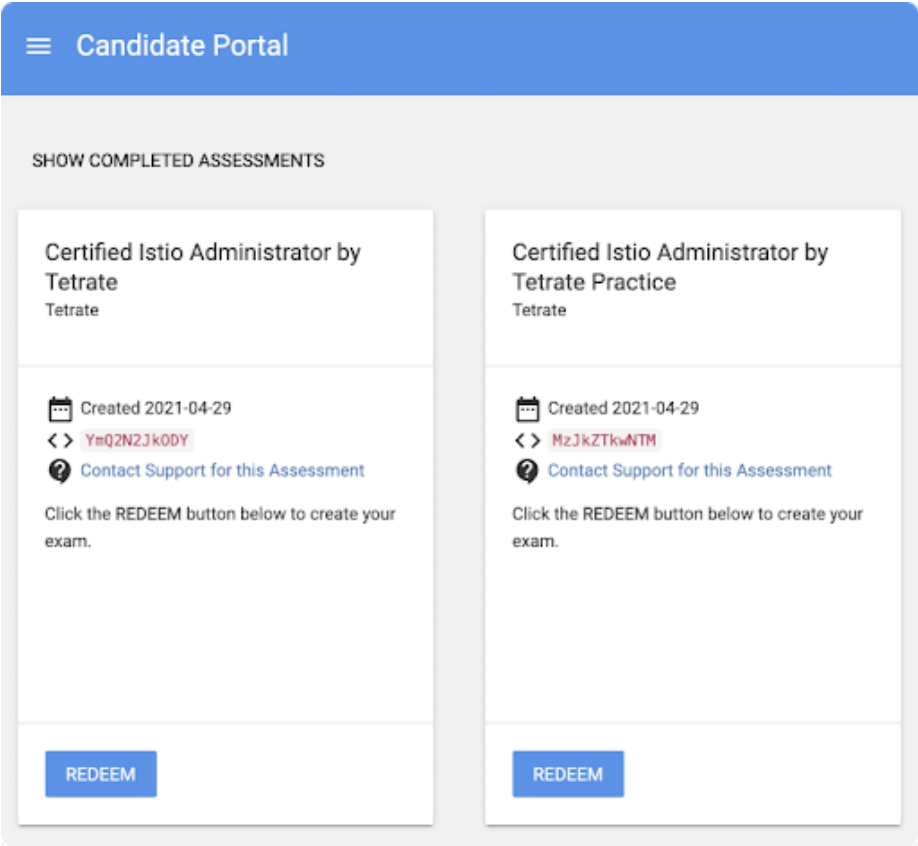 Candidate Portal
SHOW COMPLETED ASSESSMENTS
Certified Istio Administrator by
Tetrate
Tetrate
Created 2021-04-29
YmQ2N2JkODY
Contact Support for this Assessment
Click the REDEEM button below to create your
exam.
REDEEM
Certified Istio Administrator by
Tetrate Practice
Tetrate
Created 2021-04-29
MzJkZTkwNTM
Contact Support for this Assessment
Click the REDEEM button below to create your
exam.
REDEEM